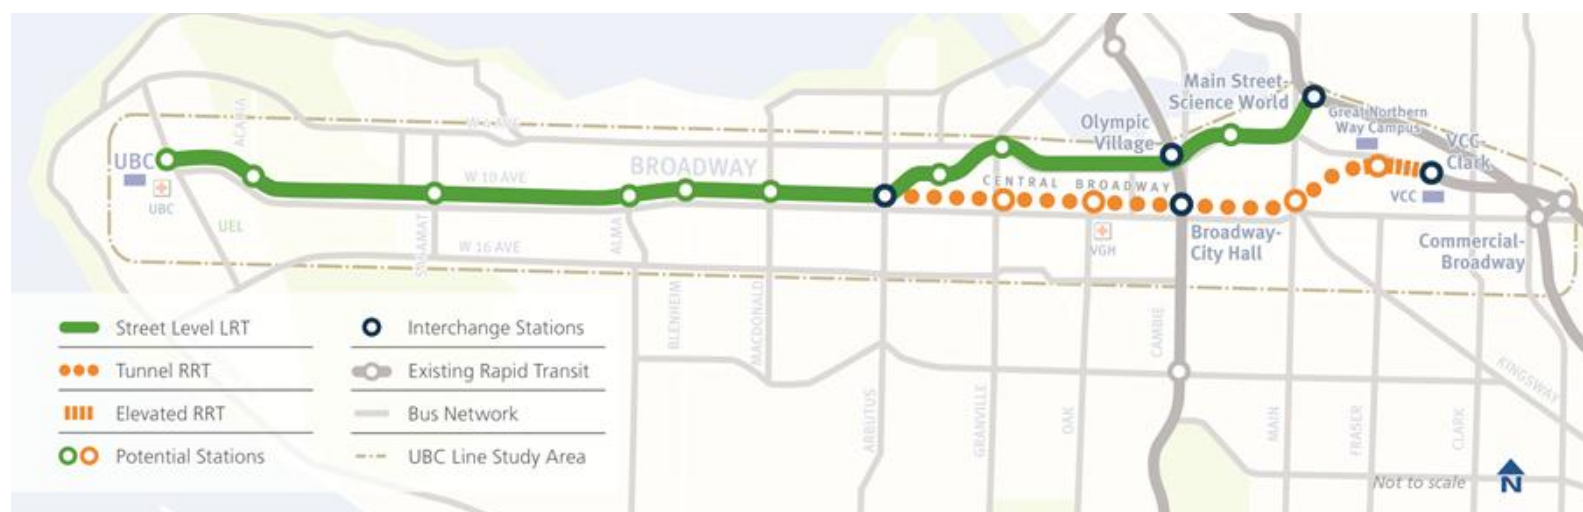 Main Street-
Science World
Great Northern
Way Campus
Olympic
Village
VCC-
Clark
W 4 AVE
ACADIA
UBC
BROADWAY
W 10 AVE
CENTRAL BROADWAY
VCC
UBC
UEL
SASAMAT
ALMA
W 16 AVE
VGH
Broadway-
City Hall
Commercial-
Broadway
BLENHEIM
MACDONALD
CAMBIE
ARBUTUS
GRANVILLE
OAK
MAIN
FRASER
CLARK
KINGSWAY
Street Level LRT
Interchange Stations
Tunnel RRT
Existing Rapid Transit
Elevated RRT
Bus Network
Potential Stations
UBC Line Study Area
Not to scale
N